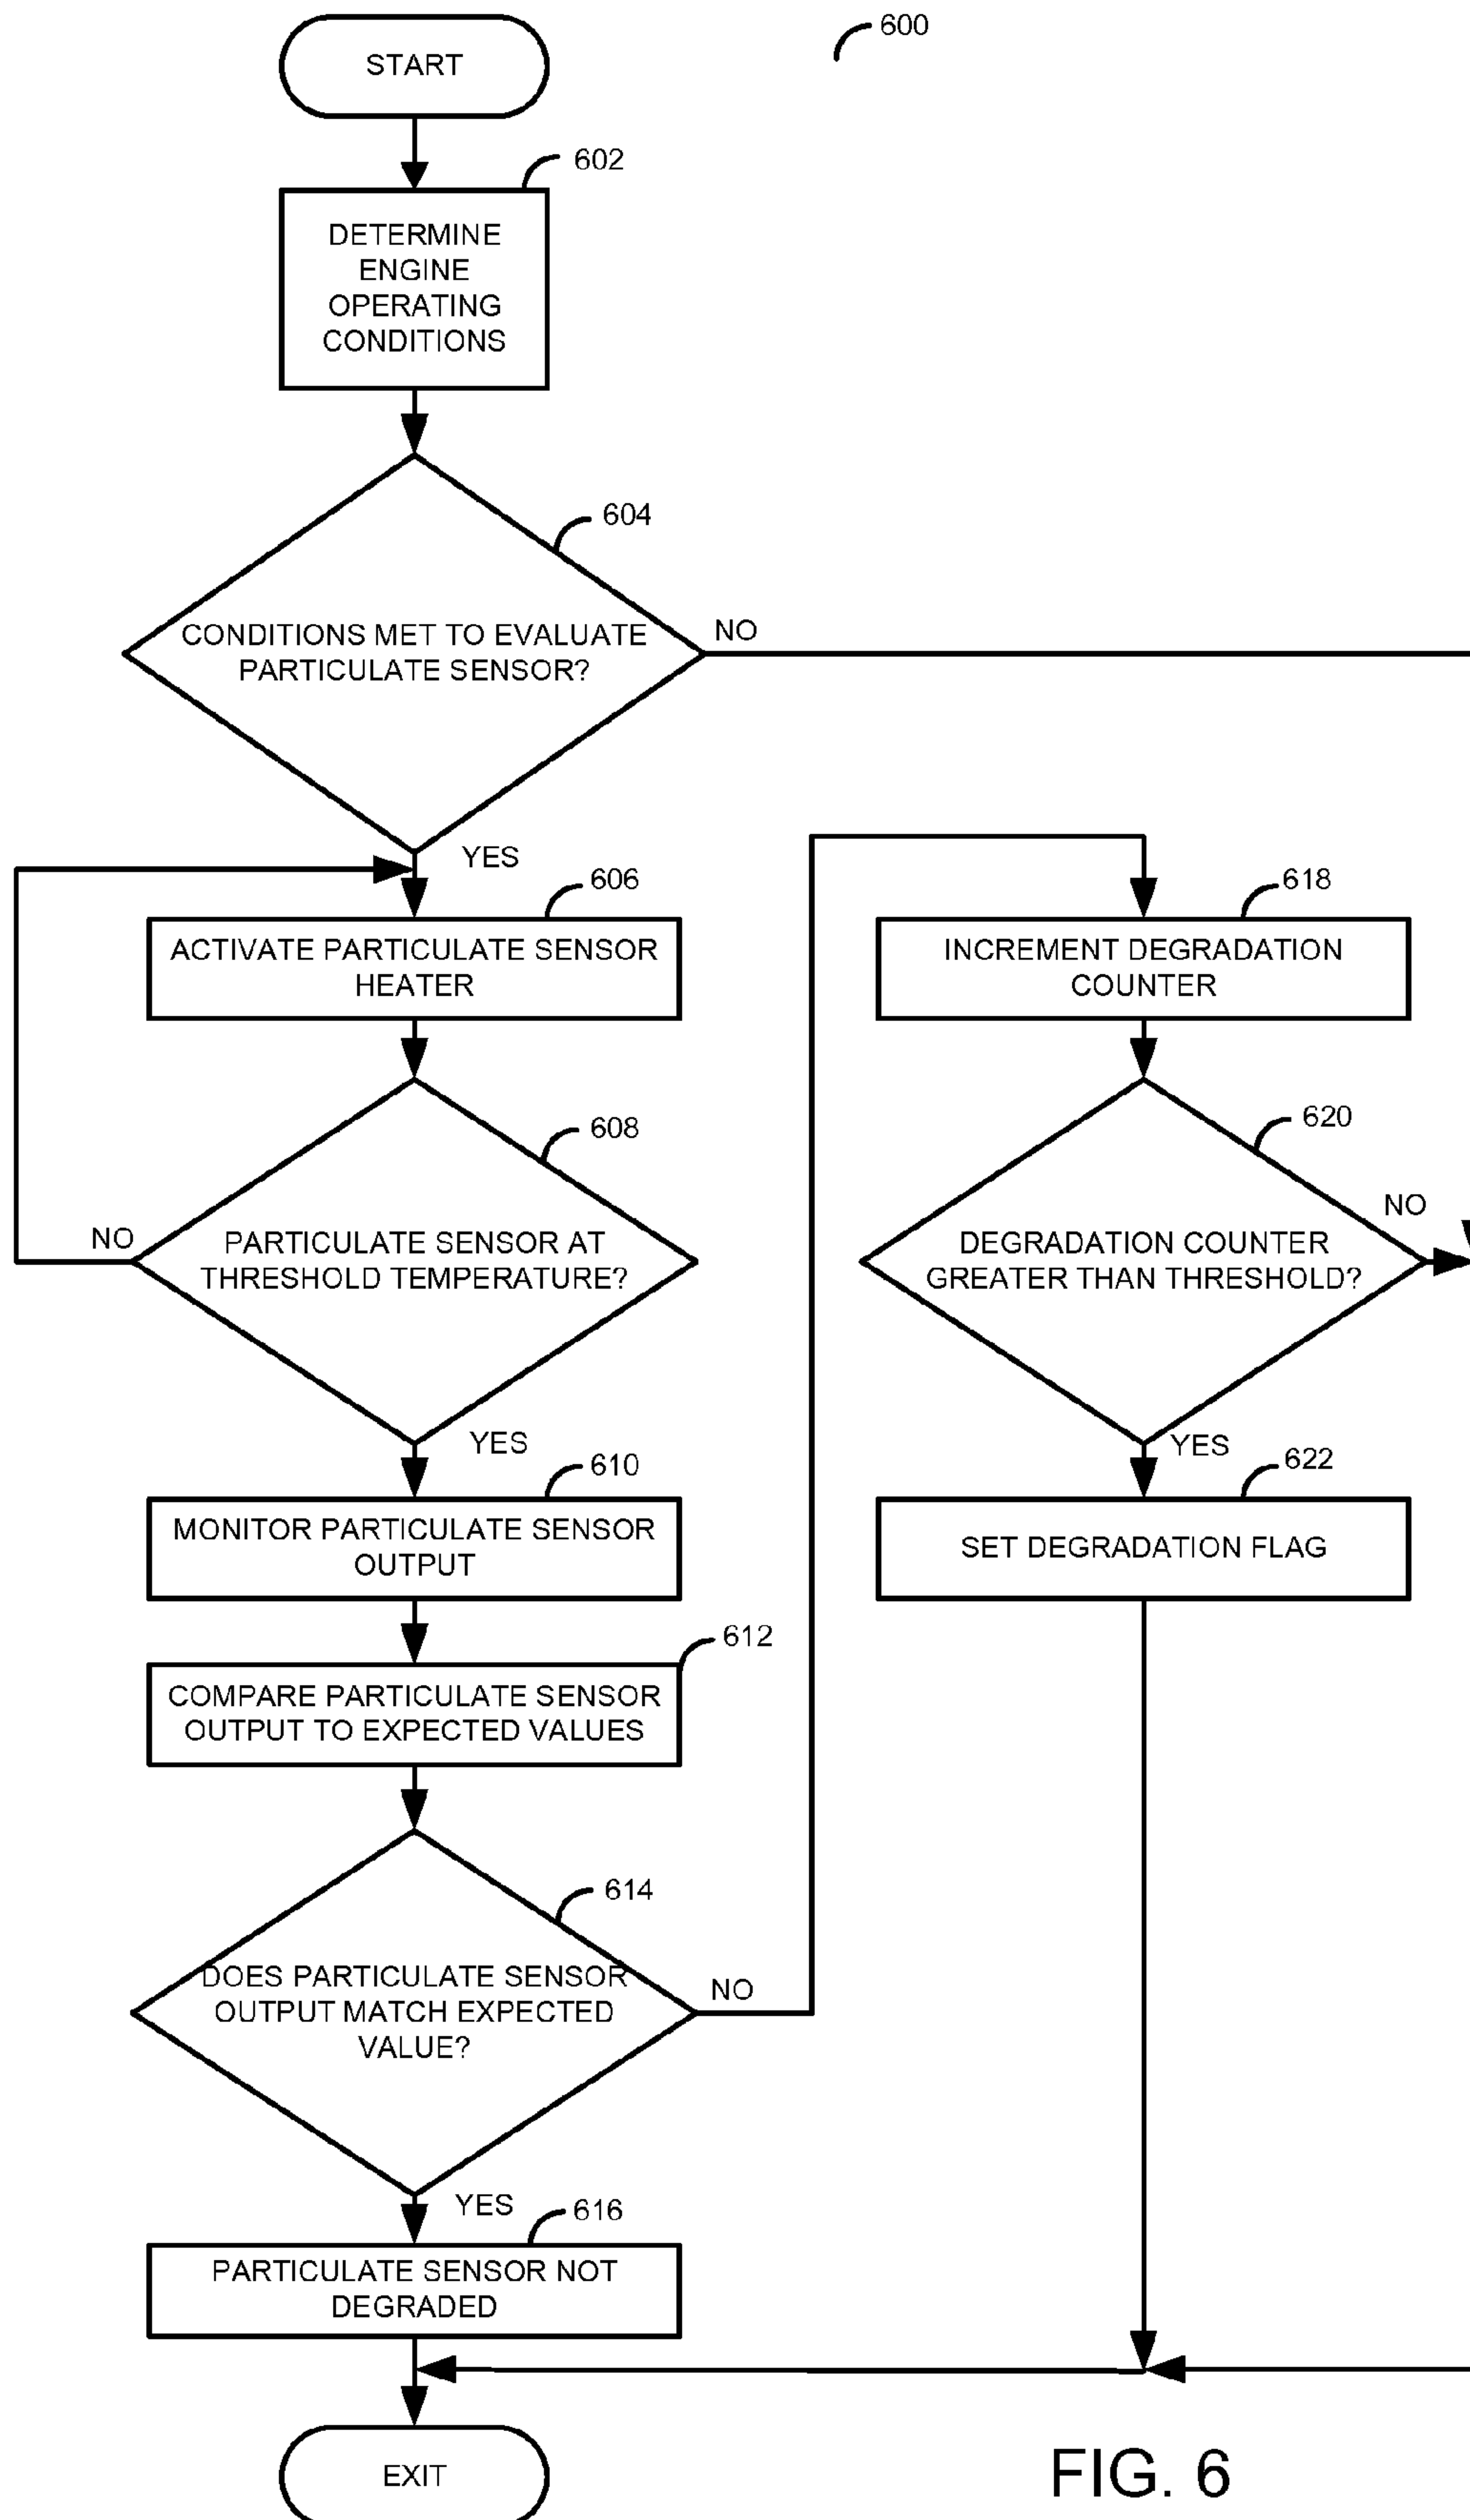 600
START
602
DETERMINE
ENGINE
OPERATING
CONDITIONS
604
CONDITIONS MET TO EVALUATE
PARTICULATE SENSOR?
NO
YES
606
ACTIVATE PARTICULATE SENSOR
HEATER
608
PARTICULATE SENSOR AT
THRESHOLD TEMPERATURE?
NO
YES
610
MONITOR PARTICULATE SENSOR
OUTPUT
612
COMPARE PARTICULATE SENSOR
OUTPUT TO EXPECTED VALUES
614
DOES PARTICULATE SENSOR
OUTPUT MATCH EXPECTED
VALUE?
NO
YES
616
PARTICULATE SENSOR NOT
DEGRADED
EXIT
618
INCREMENT DEGRADATION
COUNTER
620
DEGRADATION COUNTER
GREATER THAN THRESHOLD?
NO
YES
622
SET DEGRADATION FLAG
FIG. 6